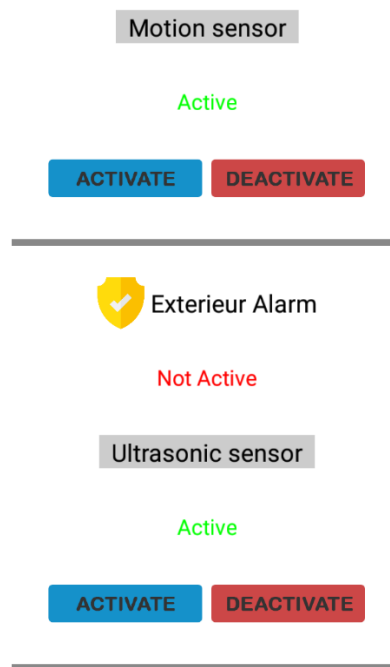 Motion sensor
Active
ACTIVATE DEACTIVATE
Exterieur Alarm
Not Active
Ultrasonic sensor
Active
ACTIVATE DEACTIVATE